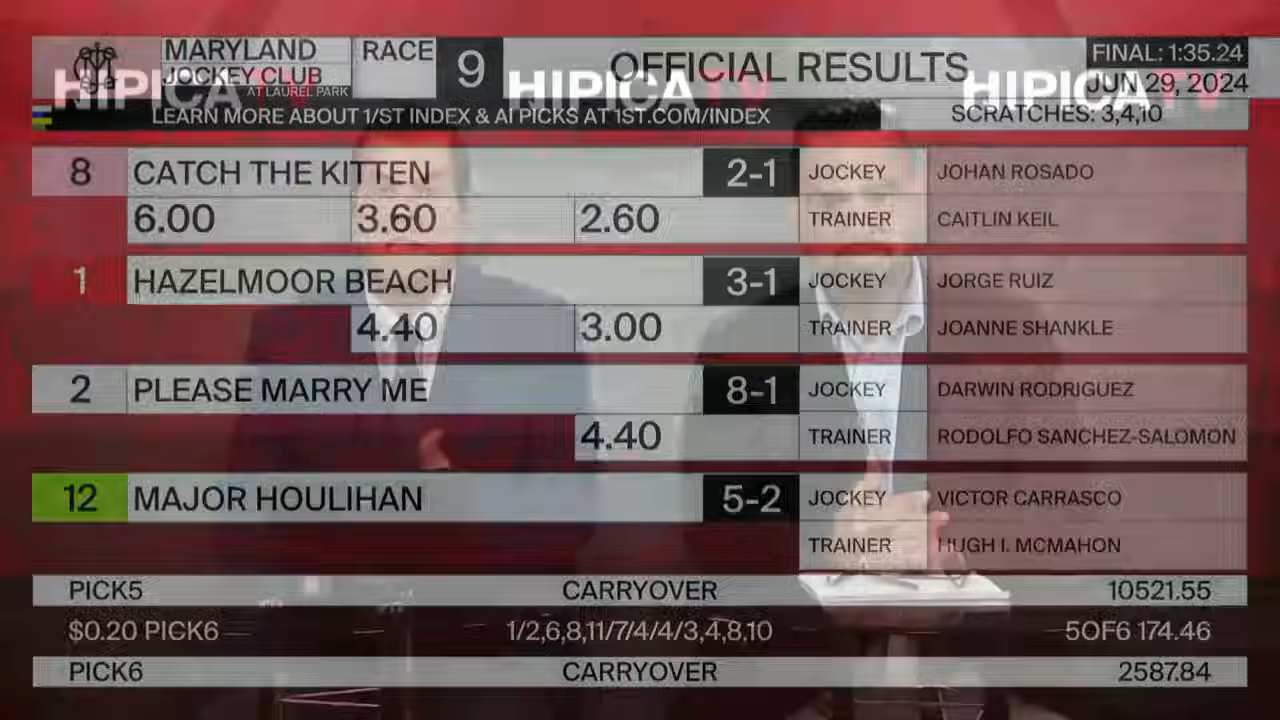 MARYLAND
JOCKEY CLUB
AT LAUREL PARK
RACE
9
OFFICIAL RESULTS
FINAL: 1:35.24
JUN 29, 2024
HIPICA TV HIPICA TV HIPICA TV
LEARN MORE ABOUT 1/ST INDEX & AI PICKS AT 1ST.COM/INDEX
SCRATCHES: 3,4,10
8 CATCH THE KITTEN 2-1 JOCKEY JOHAN ROSADO
6.00 3.60 2.60 TRAINER CAITLIN KEIL
1 HAZELMOOR BEACH 3-1 JOCKEY JORGE RUIZ
4.40 3.00 TRAINER JOANNE SHANKLE
2 PLEASE MARRY ME 8-1 JOCKEY DARWIN RODRIGUEZ
4.40 TRAINER RODOLFO SANCHEZ-SALOMON
12 MAJOR HOULIHAN 5-2 JOCKEY VICTOR CARRASCO
TRAINER HUGH I. MCMAHON
PICK5 CARRYOVER 10521.55
$0.20 PICK6 1/2,6,8,11/7/4/4/3,4,8,10 5OF6 174.46
PICK6 CARRYOVER 2587.84